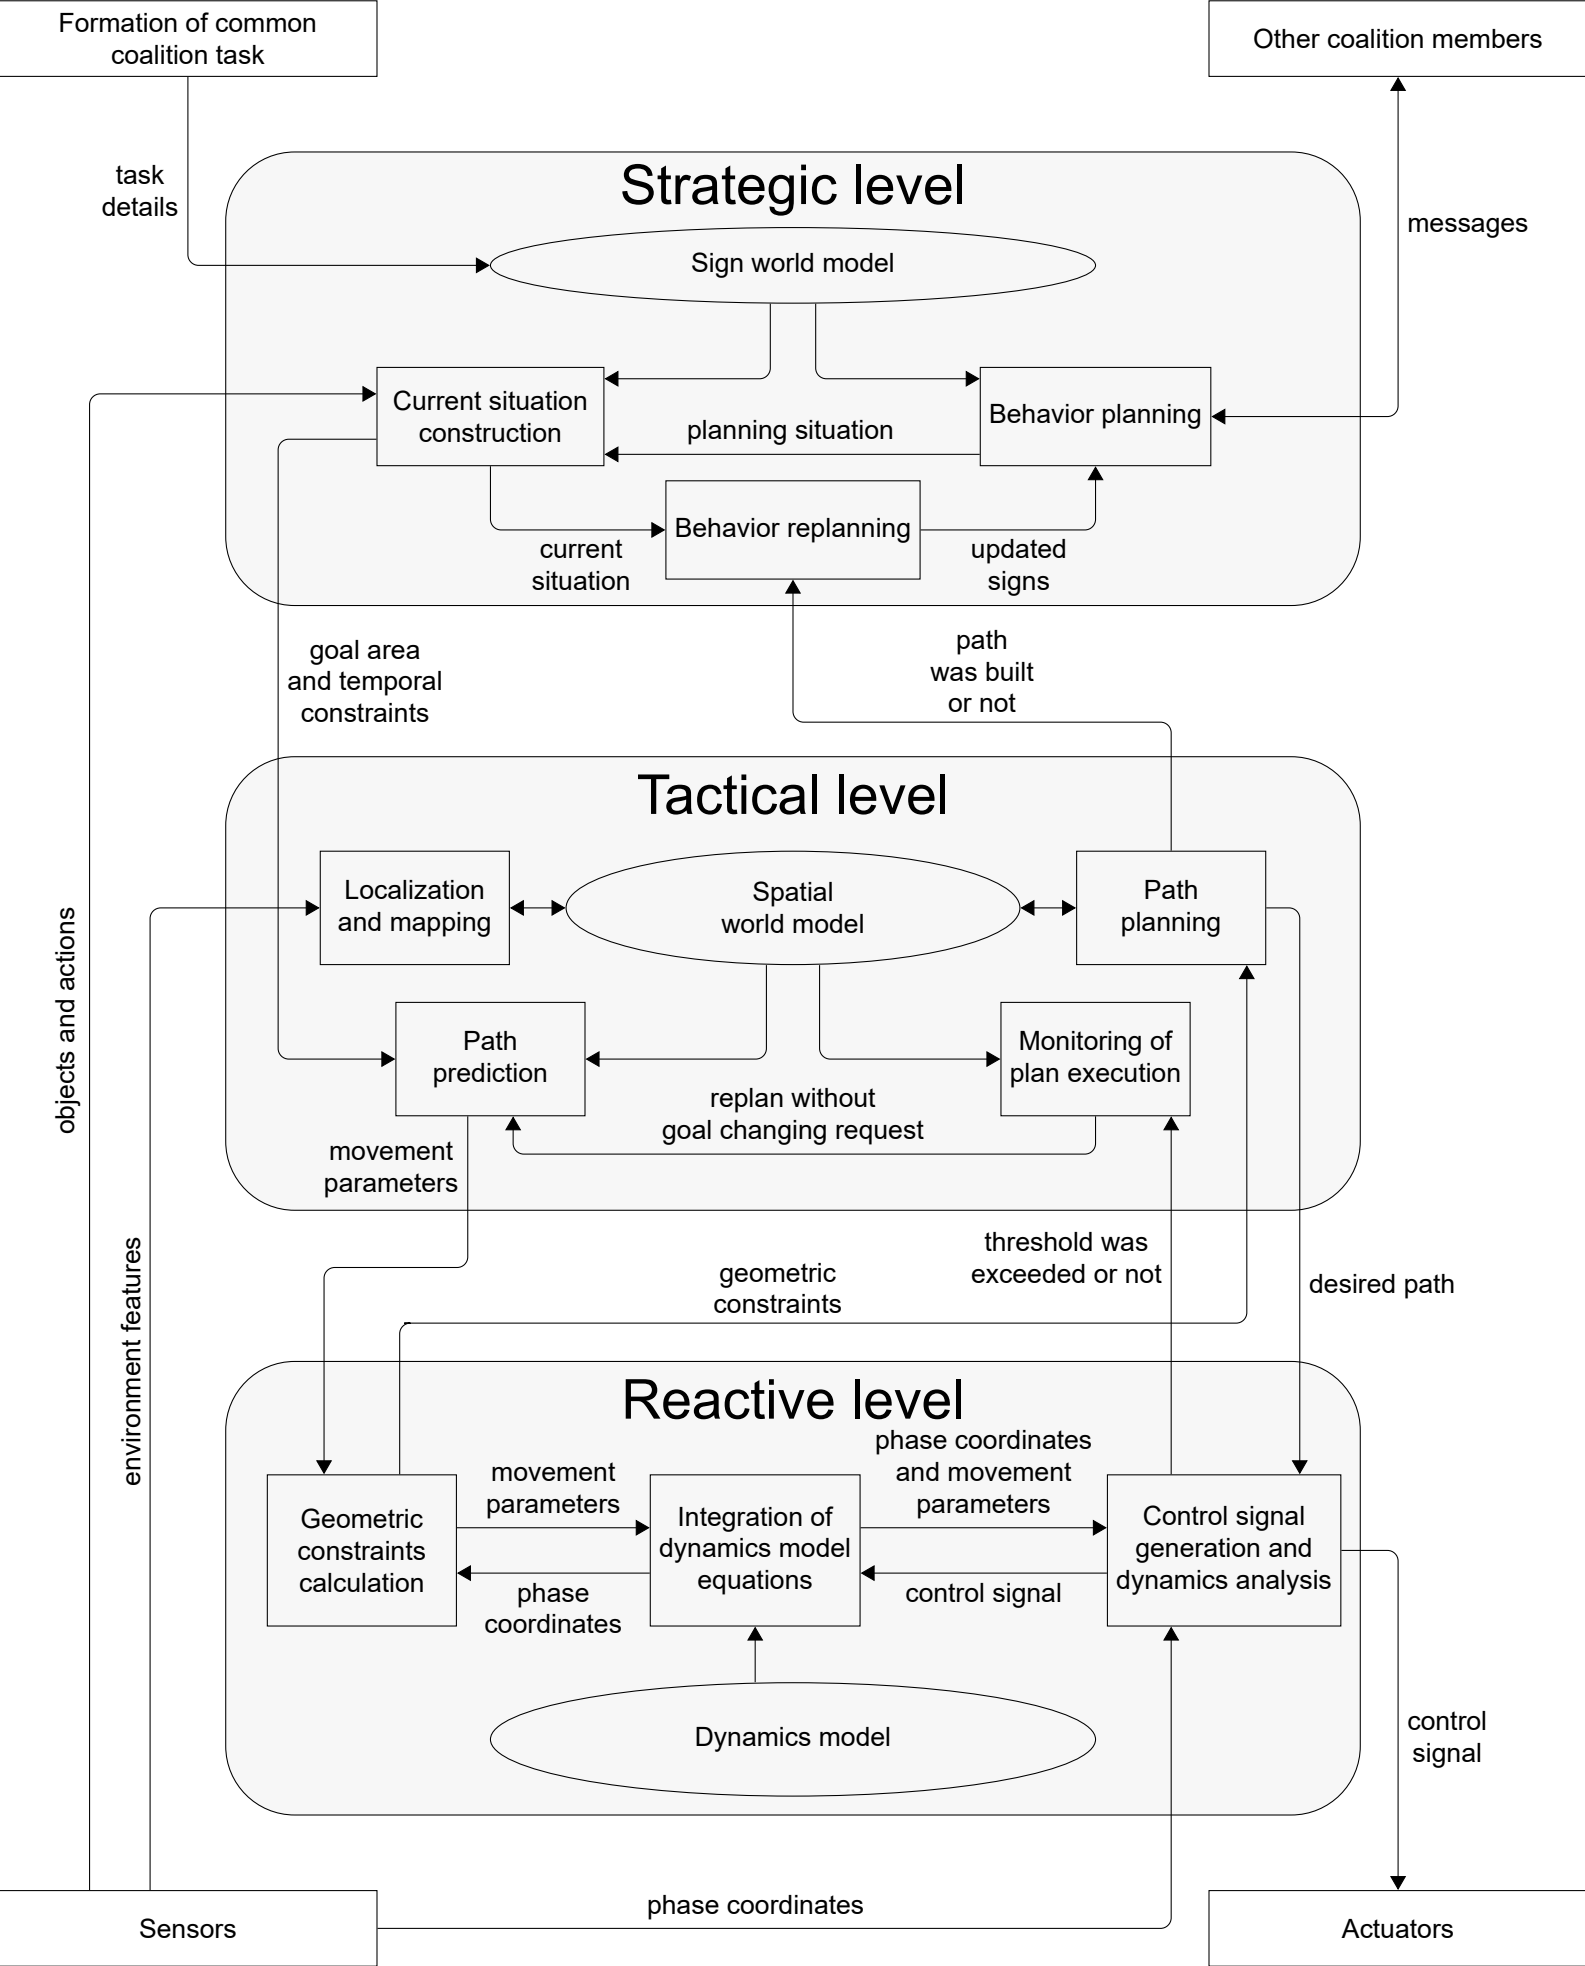 Formation of common
coalition task
Other coalition members
task
details
Strategic level
messages
Sign world model
Current situation
construction
planning situation
Behavior planning
Behavior replanning
current
situation
updated
signs
goal area
and temporal
constraints
path
was built
or not
Tactical level
Localization
and mapping
Spatial
world model
Path
planning
objects and actions
Path
prediction
Monitoring of
plan execution
replan without
goal changing request
movement
parameters
environment features
threshold was
exceeded or not
geometric
constraints
desired path
Reactive level
movement
parameters
phase coordinates
and movement
parameters
Geometric
constraints
calculation
Integration of
dynamics model
equations
Control signal
generation and
dynamics analysis
phase
coordinates
control signal
Dynamics model
control
signal
phase coordinates
Sensors
Actuators